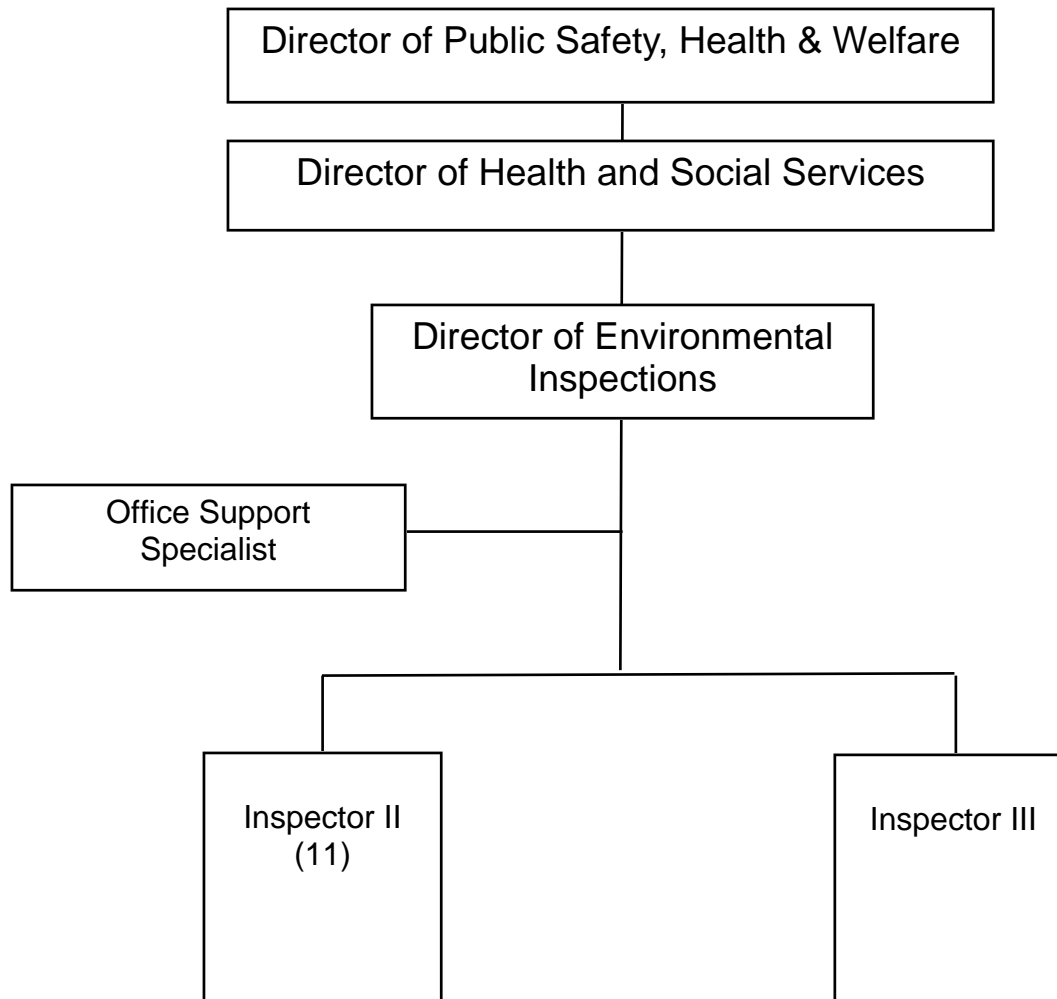 Director of Public Safety, Health & Welfare
Director of Health and Social Services
Director of Environmental
Inspections
Office Support
Specialist
Inspector II
(11)
Inspector III